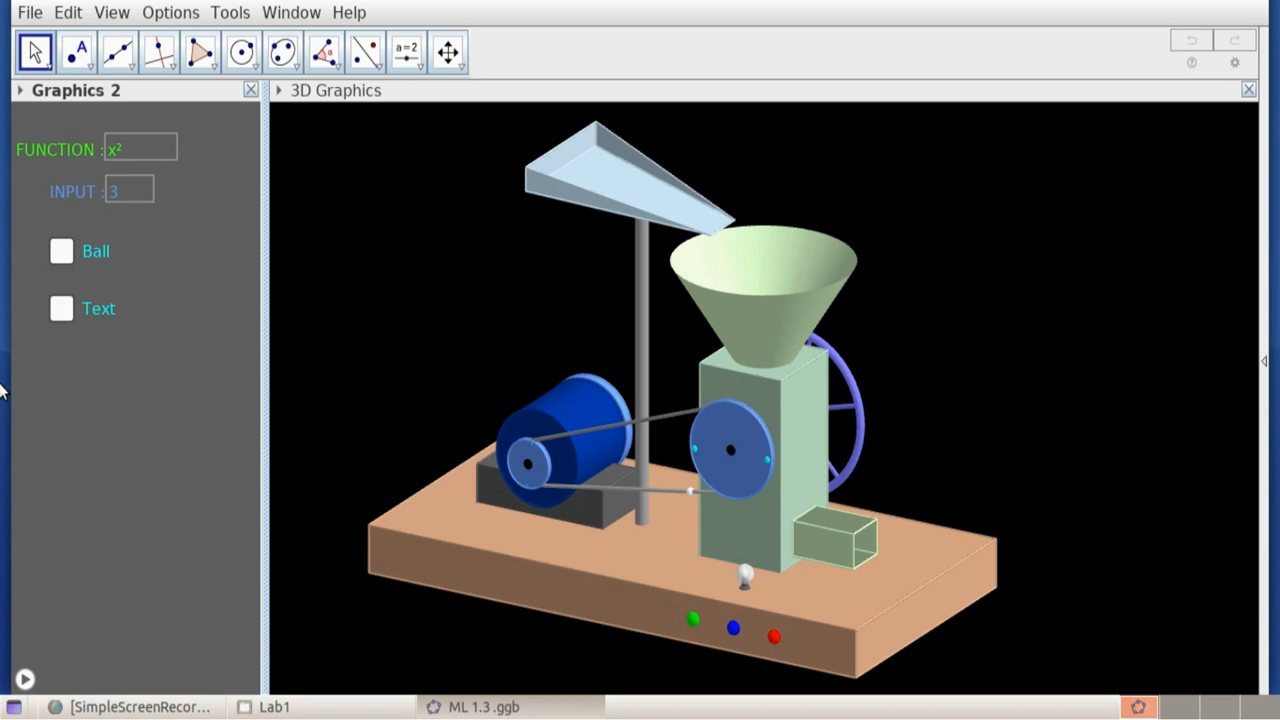 File Edit View Options Tools Window Help
A
a=2
Graphics 2
3D Graphics
FUNCTION : x²
INPUT : 3
Ball
Text
[SimpleScreenRecor...
Lab1
ML 1.3 .ggb